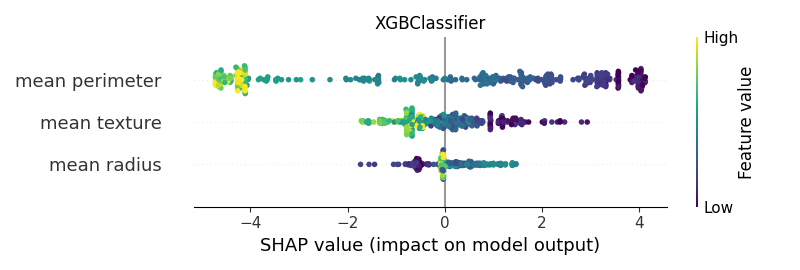 XGBClassifier
High
mean perimeter
mean texture
mean radius
Feature value
Low
−4
−2
0
2
4
SHAP value (impact on model output)